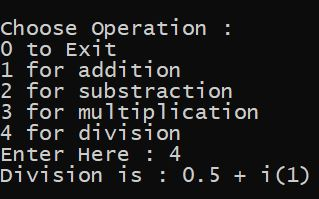 Choose Operation :
0 to Exit
1 for addition
2 for substraction
3 for multiplication
4 for division
Enter Here : 4
Division is : 0.5 + i(1)